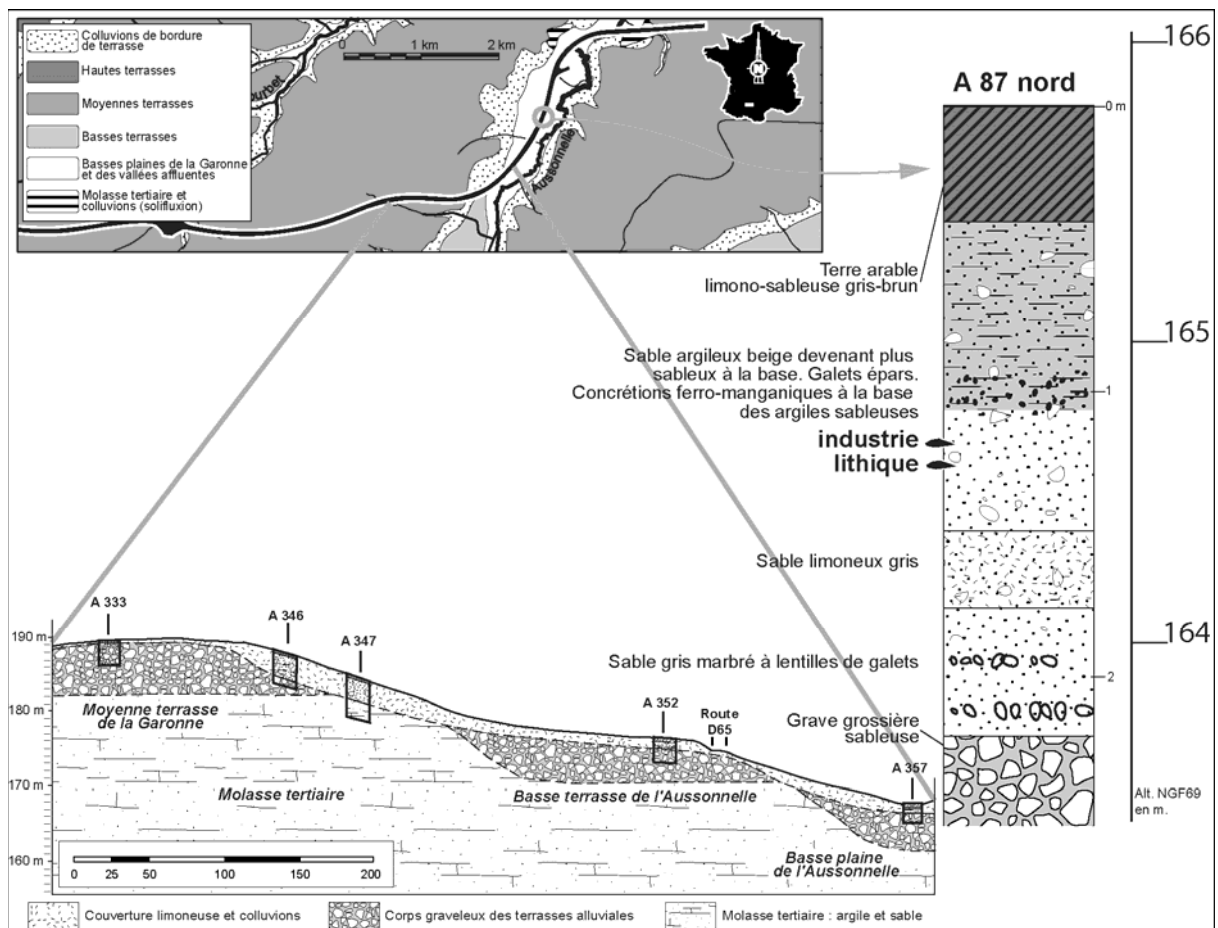 Colluvions de bordure
de terrasse
Hautes terrasses
Moyennes terrasses
Basses terrasses
Basses plaines de la Garonne
et des vallées affluentes
Molasse tertiaire et
colluvions (solifluxion)
0 1 km 2 km
N
Aussonnelle
A 87 nord
0 m
1
2
166
165
164
Alt. NGF69
en m.
Terre arable
limono-sableuse gris-brun
Sable argileux beige devenant plus
sableux à la base. Galets épars.
Concrétions ferro-manganiques à la base
des argiles sableuses
industrie
lithique
Sable limoneux gris
Sable gris marbré à lentilles de galets
Grave grossière
sableuse
190 m
180 m
170 m
160 m
A 333
A 346
A 347
A 352
Route
D65
A 357
Moyenne terrasse
de la Garonne
Molasse tertiaire
Basse terrasse de l'Aussonnelle
Basse plaine
de l'Aussonnelle
0 25 50 100 150 200
Couverture limoneuse et colluvions
Corps graveleux des terrasses alluviales
Molasse tertiaire : argile et sable